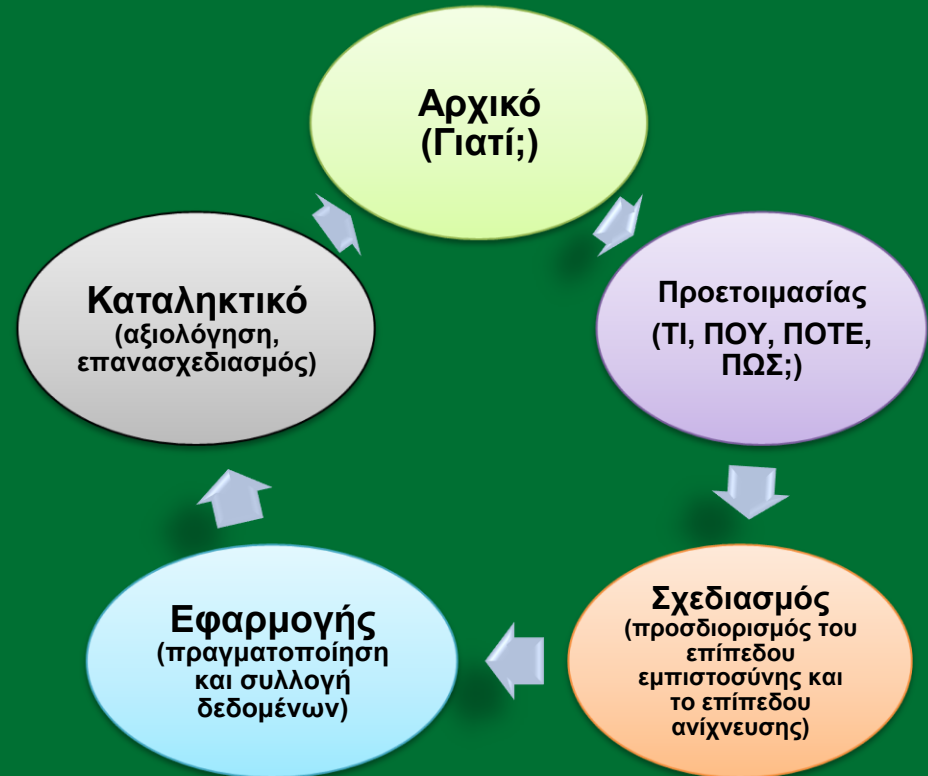 Αρχικό
(Γιατί;)
Προετοιμασίας
(ΤΙ, ΠΟΥ, ΠΟΤΕ,
ΠΩΣ;)
Σχεδιασμός
(προσδιορισμός του
επίπεδου
εμπιστοσύνης και
το επίπεδου
ανίχνευσης)
Εφαρμογής
(πραγματοποίηση
και συλλογή
δεδομένων)
Καταληκτικό
(αξιολόγηση,
επανασχεδιασμός)